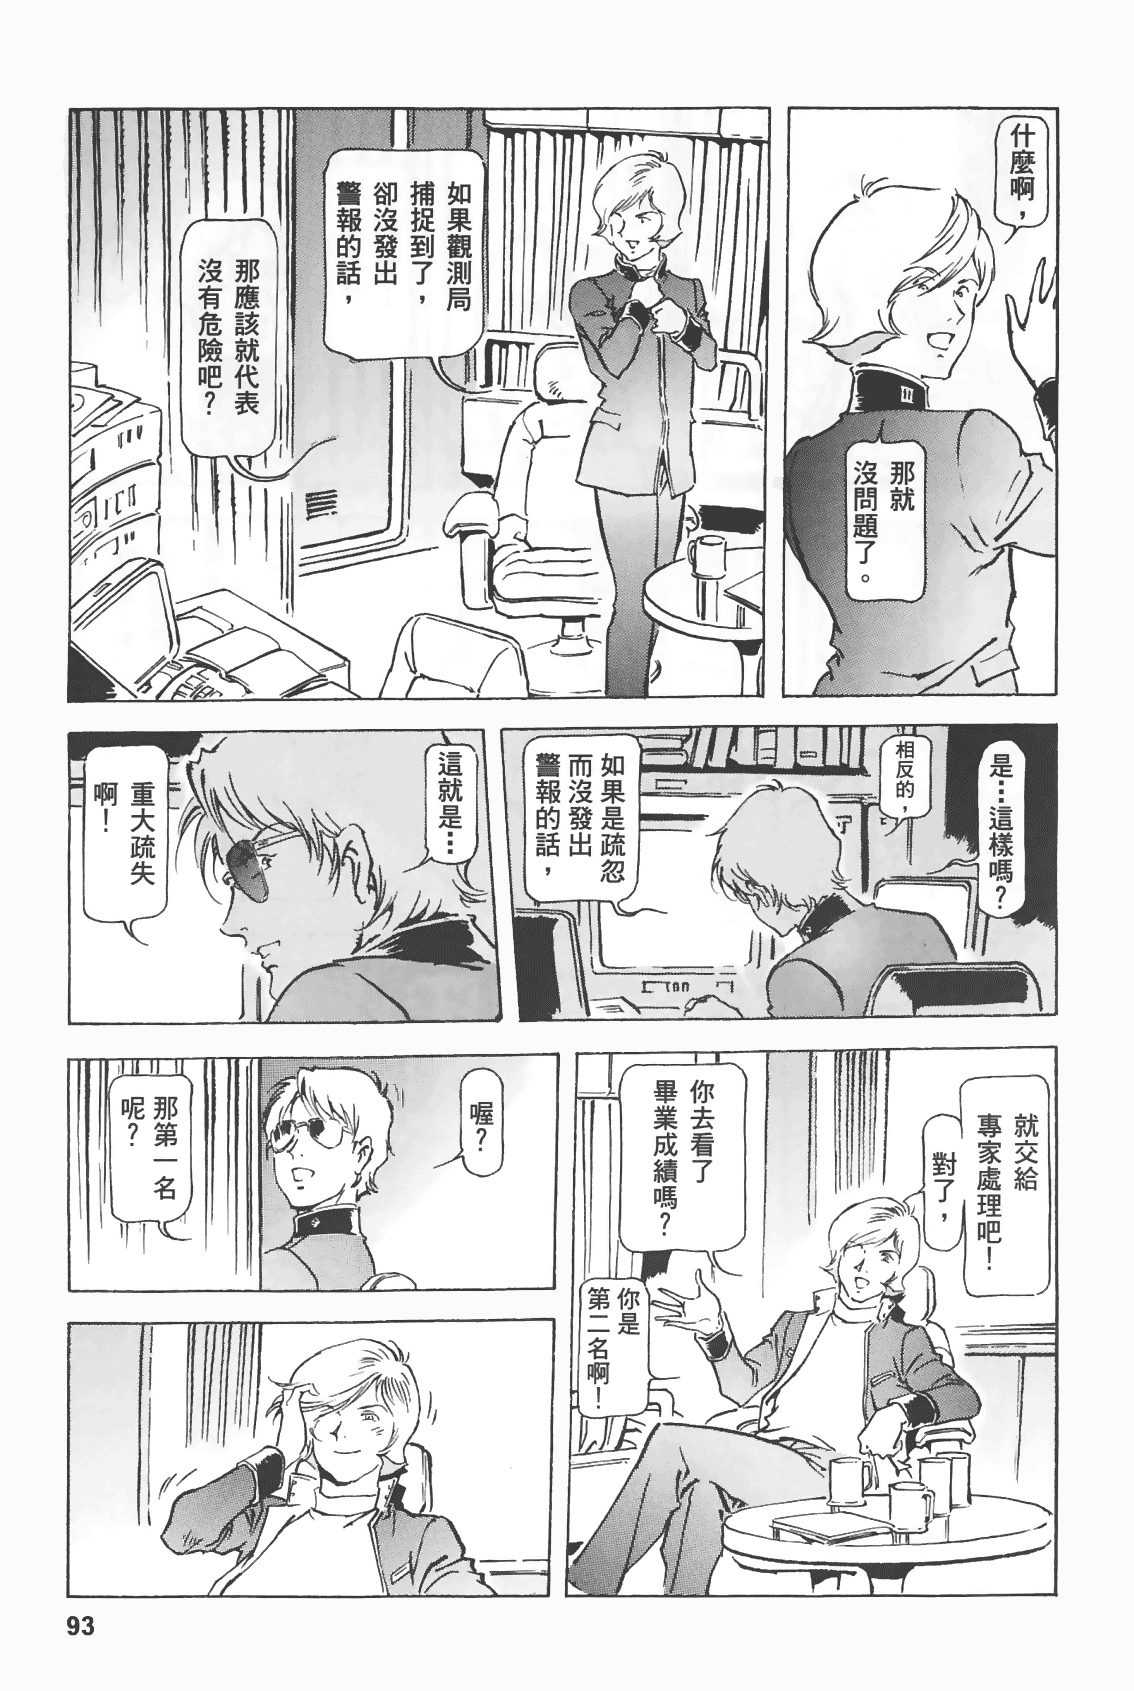 什麼啊，
那就
沒問題了。
如果觀測局
捕捉到了，
卻沒發出
警報的話，
那應該就代表
沒有危險吧？
是…這樣嗎？
相反的，
如果是疏忽
而沒發出
警報的話，
這就是…
重大疏失
啊！
就交給
專家處理吧！
對了，
你去看了
畢業成績嗎？
你是
第二名啊！
喔？
那第一名
呢？
93